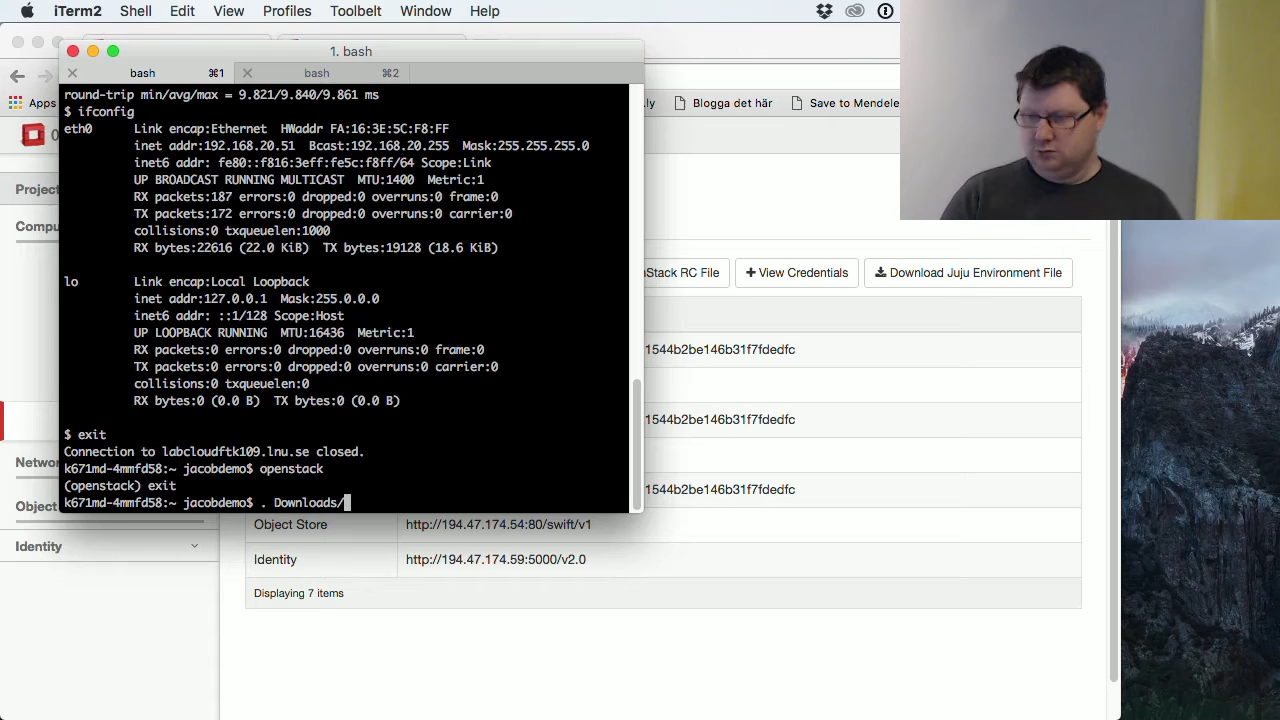 iTerm2 Shell Edit View Profiles Toolbelt Window Help
1. bash
bash ⌘1 bash ⌘2
round-trip min/avg/max = 9.821/9.840/9.861 ms
$ ifconfig
eth0 Link encap:Ethernet HWaddr FA:16:3E:5C:F8:FF
inet addr:192.168.20.51 Bcast:192.168.20.255 Mask:255.255.255.0
inet6 addr: fe80::f816:3eff:fe5c:f8ff/64 Scope:Link
UP BROADCAST RUNNING MULTICAST MTU:1400 Metric:1
RX packets:187 errors:0 dropped:0 overruns:0 frame:0
TX packets:172 errors:0 dropped:0 overruns:0 carrier:0
collisions:0 txqueuelen:1000
RX bytes:22616 (22.0 KiB) TX bytes:19128 (18.6 KiB)
lo Link encap:Local Loopback
inet addr:127.0.0.1 Mask:255.0.0.0
inet6 addr: ::1/128 Scope:Host
UP LOOPBACK RUNNING MTU:16436 Metric:1
RX packets:0 errors:0 dropped:0 overruns:0 frame:0
TX packets:0 errors:0 dropped:0 overruns:0 carrier:0
collisions:0 txqueuelen:0
RX bytes:0 (0.0 B) TX bytes:0 (0.0 B)
$ exit
Connection to labcloudftk109.lnu.se closed.
k671md-4mmfd58:~ jacobdemo$ openstack
(openstack) exit
k671md-4mmfd58:~ jacobdemo$ . Downloads/
Apps
ly Blogga det här Save to Mendele
Project
Compu
Netwo
Object
Identity
Stack RC File + View Credentials Download Juju Environment File
1544b2be146b31f7fdedfc
1544b2be146b31f7fdedfc
1544b2be146b31f7fdedfc
Object Store http://194.47.174.54:80/swift/v1
Identity http://194.47.174.59:5000/v2.0
Displaying 7 items